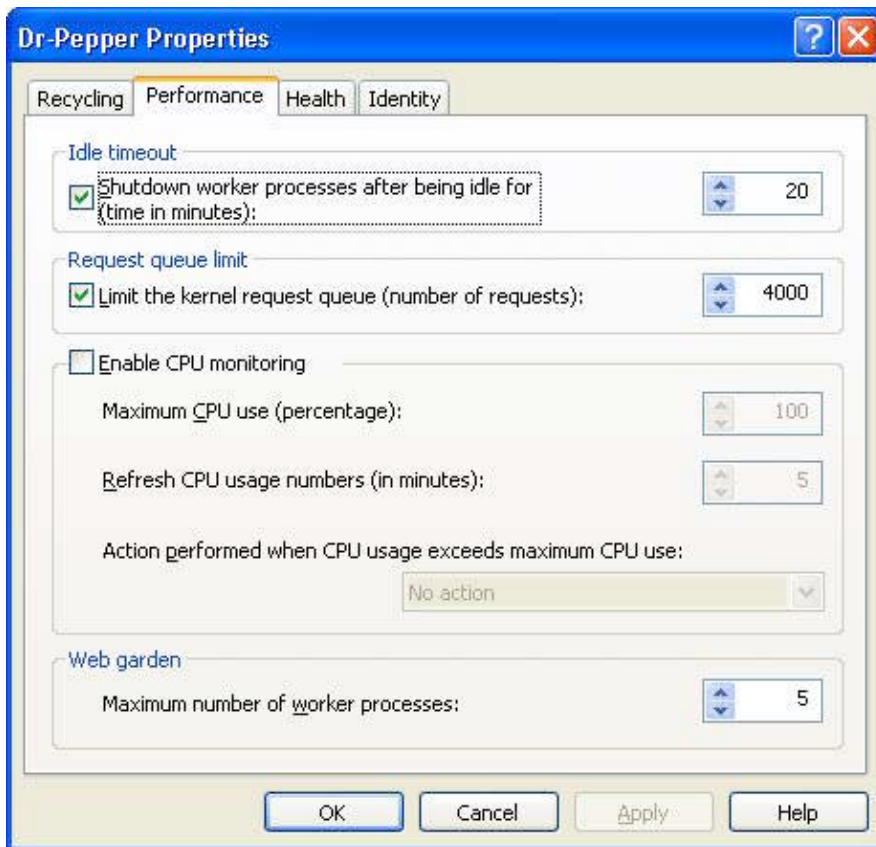 Dr-Pepper Properties
Recycling Performance Health Identity
Idle timeout
Shutdown worker processes after being idle for
(time in minutes):
20
Request queue limit
Limit the kernel request queue (number of requests):
4000
Enable CPU monitoring
Maximum CPU use (percentage):
100
Refresh CPU usage numbers (in minutes):
5
Action performed when CPU usage exceeds maximum CPU use:
No action
Web garden
Maximum number of worker processes:
5
OK Cancel Apply Help